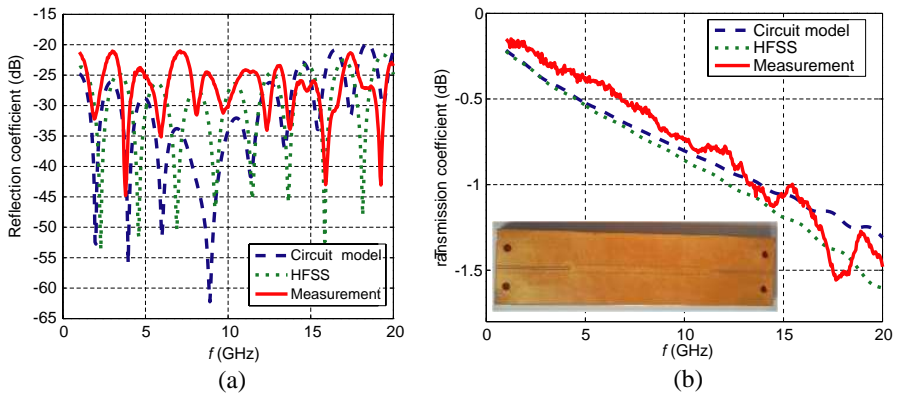 -20
-25
-30
-35
-40
-45
-50
-55
-60
-65
0
5
10
15
20
Reflection coefficient (dB)
f (GHz)
Circuit model
HFSS
Measurement
(a)
0
-0.5
-1
-1.5
0
5
10
15
20
ransmission coefficient (dB)
f (GHz)
Circuit model
HFSS
Measurement
(b)